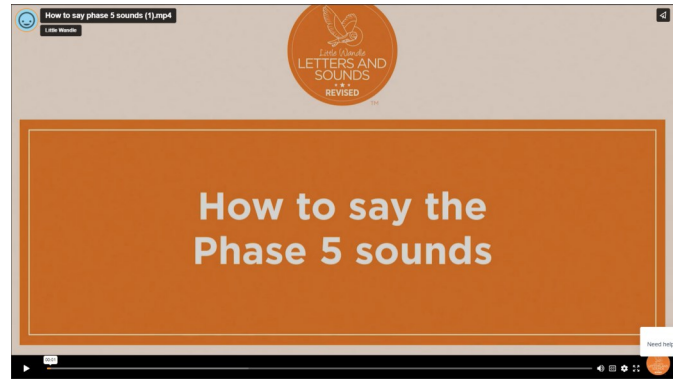 How to say phase 5 sounds (1).mp4
Little Wandle
Little Wandle
LETTERS AND
SOUNDS
REVISED
TM
How to say the
Phase 5 sounds
Need help
00:01